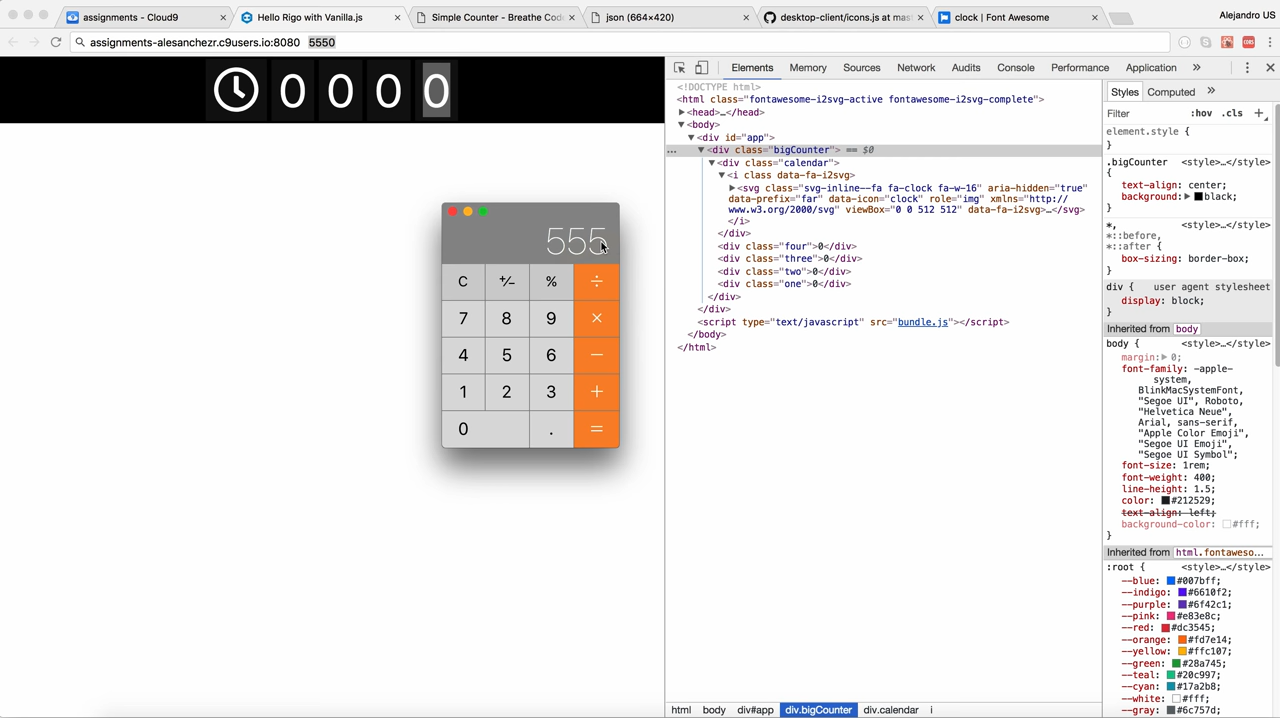 assignments - Cloud9
Hello Rigo with Vanilla.js
Simple Counter - Breathe Cod
json (664×420)
desktop-client/icons.js at mas
clock | Font Awesome
Alejandro US
assignments-alesanchezr.c9users.io:8080 5550
0 0 0 0
555
C +/− % ÷
7 8 9 ×
4 5 6 −
1 2 3 +
0 . =
Elements Memory Sources Network Audits Console Performance Application »
<!DOCTYPE html>
<html class="fontawesome-i2svg-active fontawesome-i2svg-complete">
▶<head>…</head>
▼<body>
▼<div id="app">
… ▼<div class="bigCounter"> == $0
▼<div class="calendar">
▼<i class data-fa-i2svg>
▶<svg class="svg-inline--fa fa-clock fa-w-16" aria-hidden="true"
data-prefix="far" data-icon="clock" role="img" xmlns="http://
www.w3.org/2000/svg" viewBox="0 0 512 512" data-fa-i2svg>…</svg>
</i>
</div>
<div class="four">0</div>
<div class="three">0</div>
<div class="two">0</div>
<div class="one">0</div>
</div>
</div>
<script type="text/javascript" src="bundle.js"></script>
</body>
</html>
html body div#app div.bigCounter div.calendar i
Styles Computed »
Filter :hov .cls +
element.style {
}
.bigCounter <style>…</style>
{
text-align: center;
background:▶ black;
}
*, <style>…</style>
*::before,
*::after {
box-sizing: border-box;
}
div { user agent stylesheet
display: block;
}
Inherited from body
body { <style>…</style>
margin:▶ 0;
font-family: -apple-
system,
BlinkMacSystemFont,
"Segoe UI", Roboto,
"Helvetica Neue",
Arial, sans-serif,
"Apple Color Emoji",
"Segoe UI Emoji",
"Segoe UI Symbol";
font-size: 1rem;
font-weight: 400;
line-height: 1.5;
color: #212529;
text-align: left;
background-color: #fff;
}
Inherited from html.fontaweso…
:root { <style>…</style>
--blue: #007bff;
--indigo: #6610f2;
--purple: #6f42c1;
--pink: #e83e8c;
--red: #dc3545;
--orange: #fd7e14;
--yellow: #ffc107;
--green: #28a745;
--teal: #20c997;
--cyan: #17a2b8;
--white: #fff;
--gray: #6c757d;